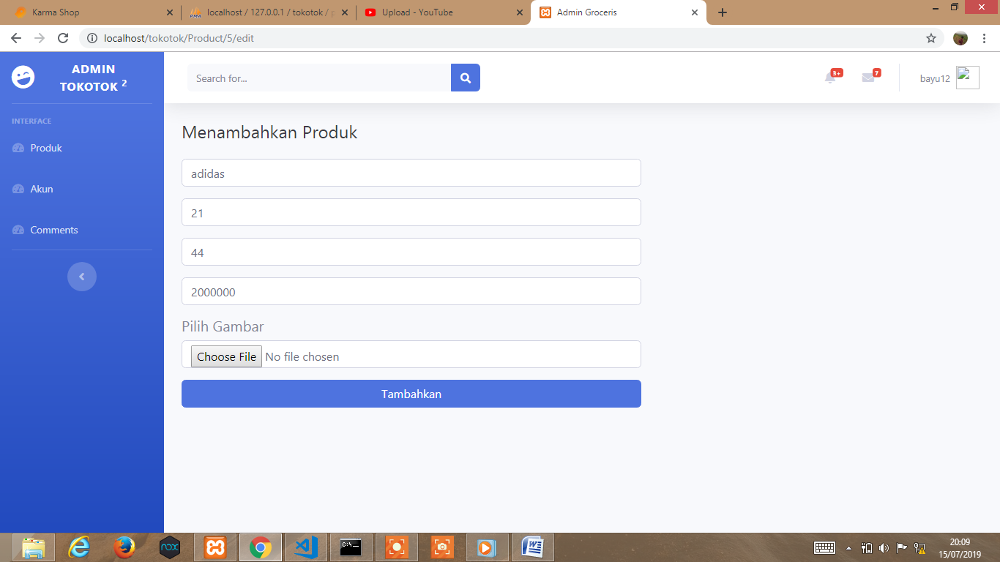 Karma Shop
localhost / 127.0.0.1 / tokotok / p
Upload - YouTube
Admin Groceris
localhost/tokotok/Product/5/edit
ADMIN
TOKOTOK 2
Search for...
3+
7
bayu12
INTERFACE
Produk
Akun
Comments
Menambahkan Produk
adidas
21
44
2000000
Pilih Gambar
Choose File No file chosen
Tambahkan
nox
20:09
15/07/2019